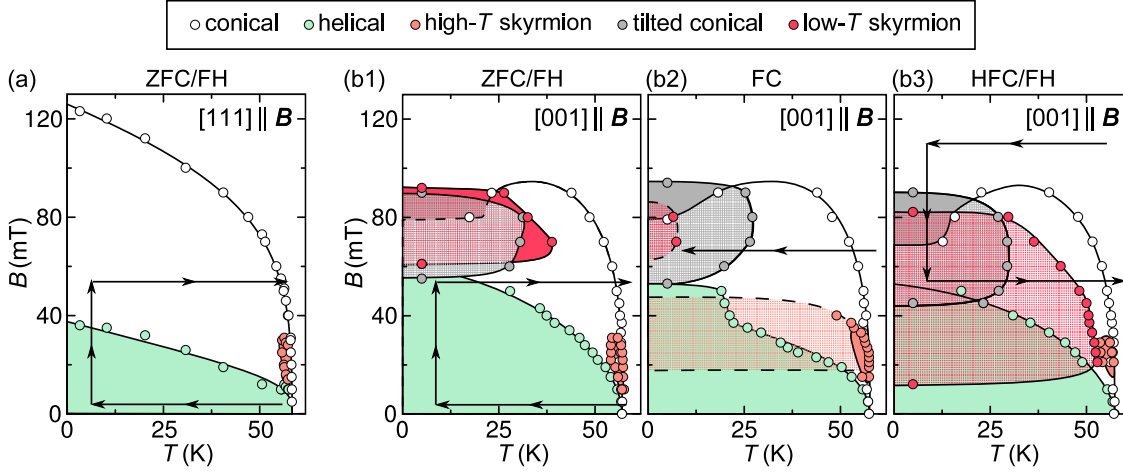 conical helical high-T skyrmion tilted conical low-T skyrmion
(a) ZFC/FH
[111] || B
B (mT)
120
80
40
0
0 25 50
T (K)
(b1) ZFC/FH
[001] || B
B (mT)
120
80
40
0
0 25 50
T (K)
(b2) FC
[001] || B
0 25 50
T (K)
(b3) HFC/FH
[001] || B
0 25 50
T (K)